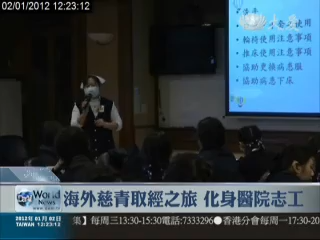 02/01/2012 12:23:12
輪椅使用注意事項
推床使用注意事項
協助更換病患服
協助病患下床
World
News
海外慈青取經之旅 化身醫院志工
2012年 01月 02日
TAIWAN 12:23:13
集】每周三13:30-15:30電話:7333296●香港分會每周一17:30-20